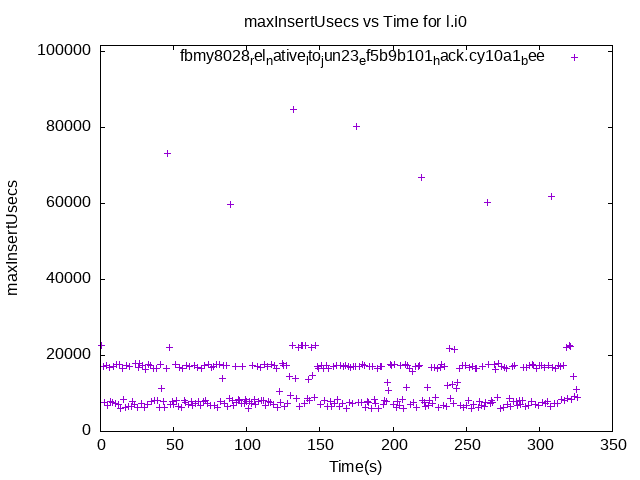 maxInsertUsecs vs Time for l.i0
fbmy8028relnativeltojun23ef5b9b101hack.cy10a1bee
100000
80000
60000
40000
20000
0
maxInsertUsecs
0 50 100 150 200 250 300 350
Time(s)